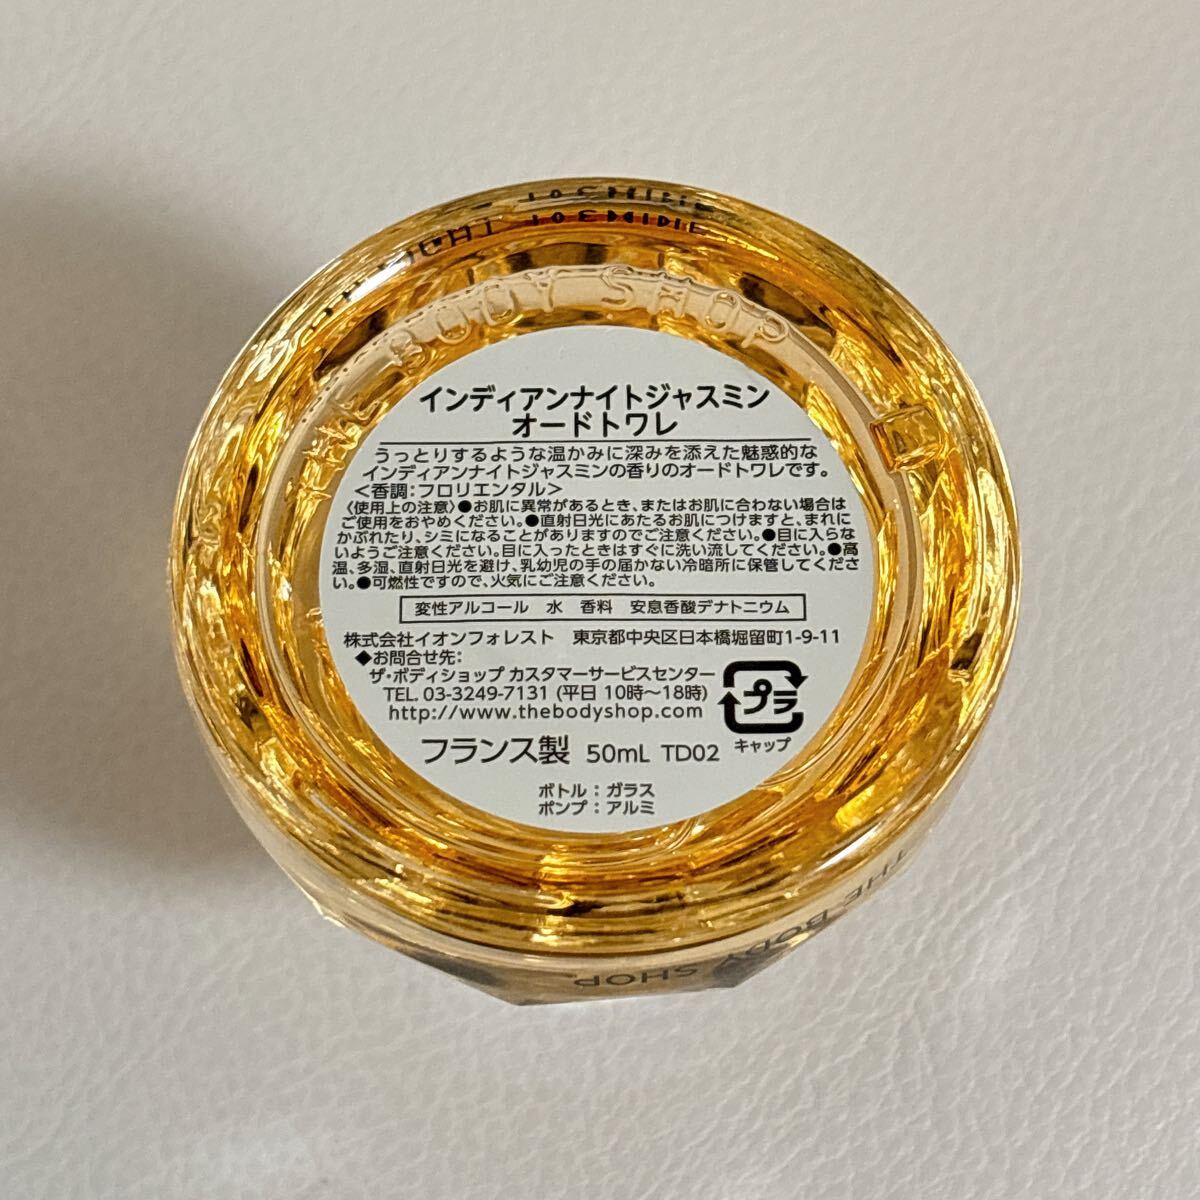 BODY SHOP
インディアンナイトジャスミン
オードトワレ
うっとりするような温かみに深みを添えた魅惑的な
インディアンナイトジャスミンの香りのオードトワレです。
＜香調：フロリエンタル＞
〈使用上の注意〉●お肌に異常があるとき、またはお肌に合わない場合は
ご使用をおやめください。●直射日光にあたるお肌につけますと、まれに
かぶれたり、シミになることがありますのでご注意ください。●目に入らな
いようご注意ください。目に入ったときはすぐに洗い流してください。●高
温、多湿、直射日光を避け、乳幼児の手の届かない冷暗所に保管してくださ
い。●可燃性ですので、火気にご注意ください。
変性アルコール 水 香料 安息香酸デナトニウム
株式会社イオンフォレスト 東京都中央区日本橋堀留町1-9-11
◆お問合せ先：
ザ・ボディショップ カスタマーサービスセンター
TEL. 03-3249-7131 (平日 10時～18時)
http://www.thebodyshop.com
プラ
キャップ
フランス製 50mL TD02
ボトル：ガラス
ポンプ：アルミ
THE BODY SHOP